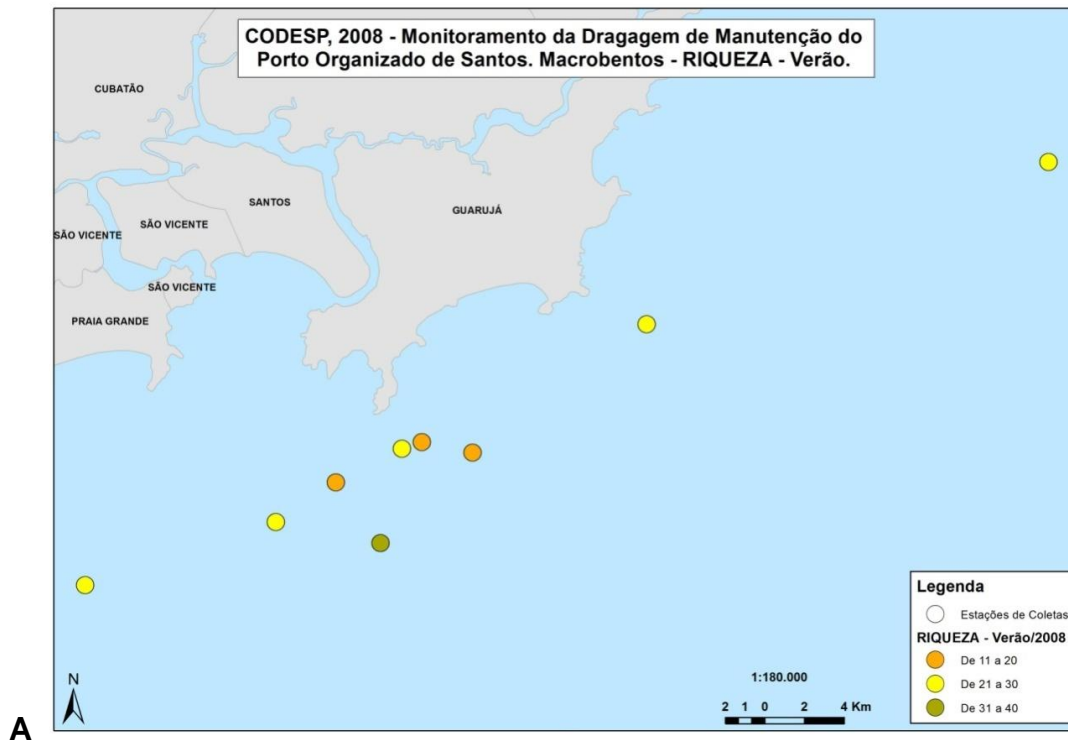 CODESP, 2008 - Monitoramento da Dragagem de Manutenção do
Porto Organizado de Santos. Macrobentos - RIQUEZA - Verão.
CUBATÃO
SANTOS
GUARUJÁ
SÃO VICENTE
SÃO VICENTE
SÃO VICENTE
PRAIA GRANDE
Legenda
Estações de Coletas
RIQUEZA - Verão/2008
De 11 a 20
De 21 a 30
De 31 a 40
N
1:180.000
2 1 0 2 4 Km
A